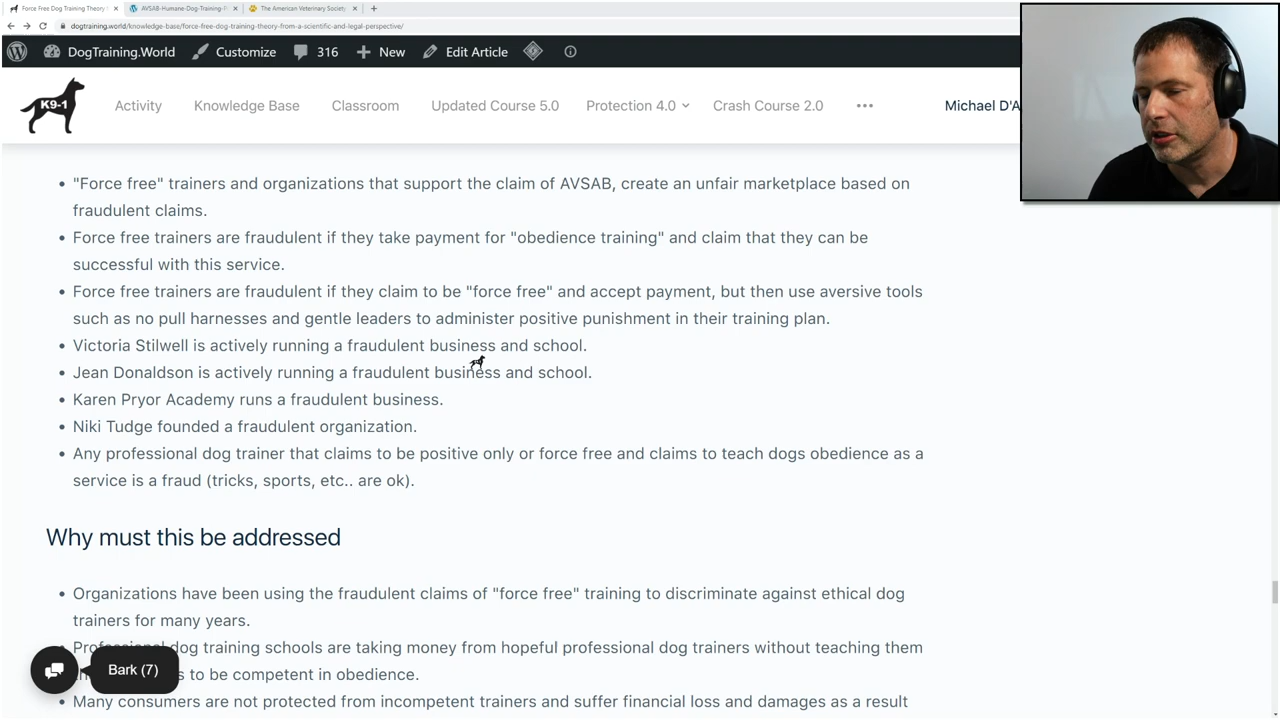 Force Free Dog Training Theory
AVSAB-Humane-Dog-Training-P
The American Veterinary Society
dogtraining.world/knowledge-base/force-free-dog-training-theory-from-a-scientific-and-legal-perspective/
DogTraining.World
Customize
316
New
Edit Article
K9-1
Activity
Knowledge Base
Classroom
Updated Course 5.0
Protection 4.0
Crash Course 2.0
Michael D'A
• "Force free" trainers and organizations that support the claim of AVSAB, create an unfair marketplace based on
fraudulent claims.
• Force free trainers are fraudulent if they take payment for "obedience training" and claim that they can be
successful with this service.
• Force free trainers are fraudulent if they claim to be "force free" and accept payment, but then use aversive tools
such as no pull harnesses and gentle leaders to administer positive punishment in their training plan.
• Victoria Stilwell is actively running a fraudulent business and school.
• Jean Donaldson is actively running a fraudulent business and school.
• Karen Pryor Academy runs a fraudulent business.
• Niki Tudge founded a fraudulent organization.
• Any professional dog trainer that claims to be positive only or force free and claims to teach dogs obedience as a
service is a fraud (tricks, sports, etc.. are ok).
Why must this be addressed
• Organizations have been using the fraudulent claims of "force free" training to discriminate against ethical dog
trainers for many years.
• Professional dog training schools are taking money from hopeful professional dog trainers without teaching them
to be competent in obedience.
• Many consumers are not protected from incompetent trainers and suffer financial loss and damages as a result
Bark (7)